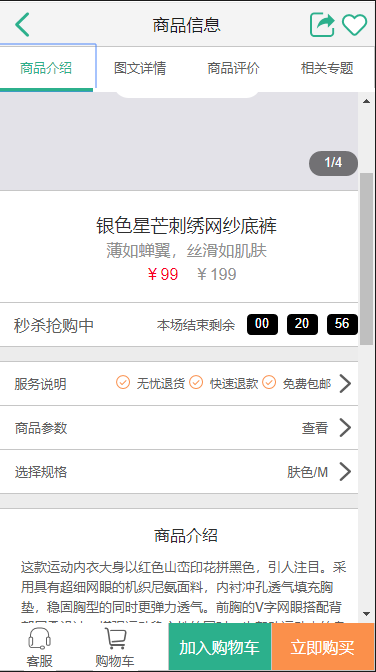 商品信息
商品介绍 图文详情 商品评价 相关专题
1/4
银色星芒刺绣网纱底裤
薄如蝉翼，丝滑如肌肤
￥99 ￥199
秒杀抢购中 本场结束剩余 00 20 56
服务说明 无忧退货 快速退款 免费包邮
商品参数 查看
选择规格 肤色/M
商品介绍
这款运动内衣大身以红色山峦印花拼黑色，引人注目。采
用具有超细网眼的机织尼氨面料，内衬冲孔透气填充胸
垫，稳固胸型的同时更弹力透气。前胸的V字网眼搭配背
客服 购物车 加入购物车 立即购买